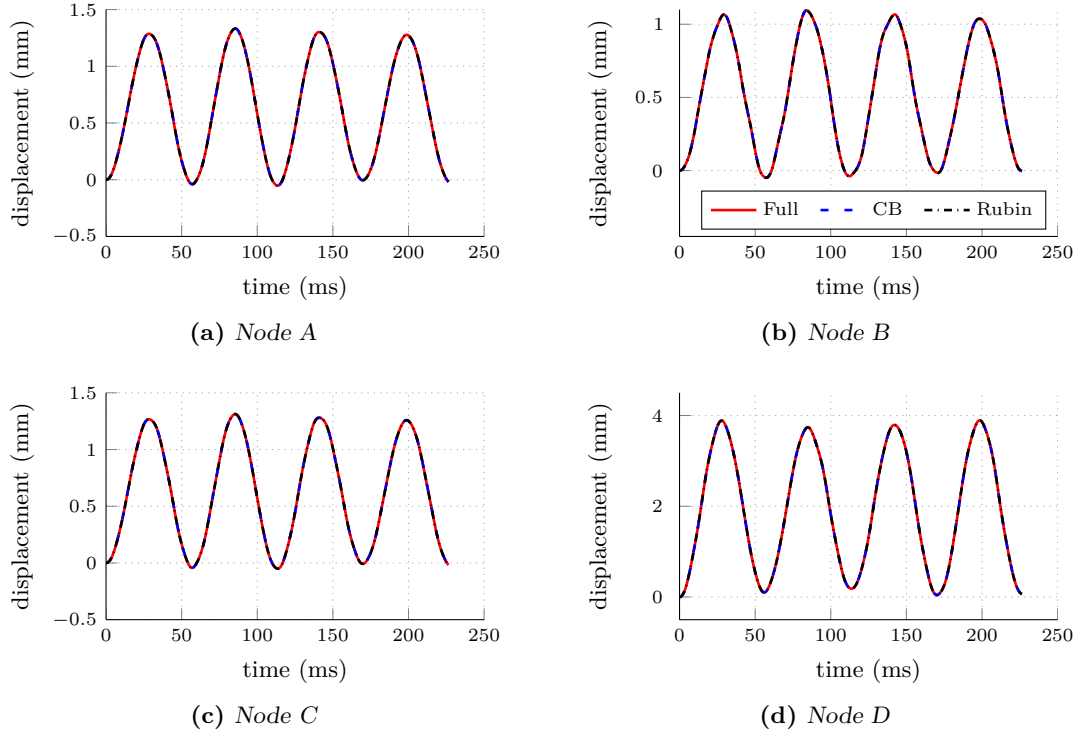 1.5
1
0.5
0
−0.5
displacement (mm)
0 50 100 150 200 250
time (ms)
(a) Node A
1
0.5
0
displacement (mm)
Full CB Rubin
0 50 100 150 200 250
time (ms)
(b) Node B
1.5
1
0.5
0
−0.5
displacement (mm)
0 50 100 150 200 250
time (ms)
(c) Node C
4
2
0
displacement (mm)
0 50 100 150 200 250
time (ms)
(d) Node D